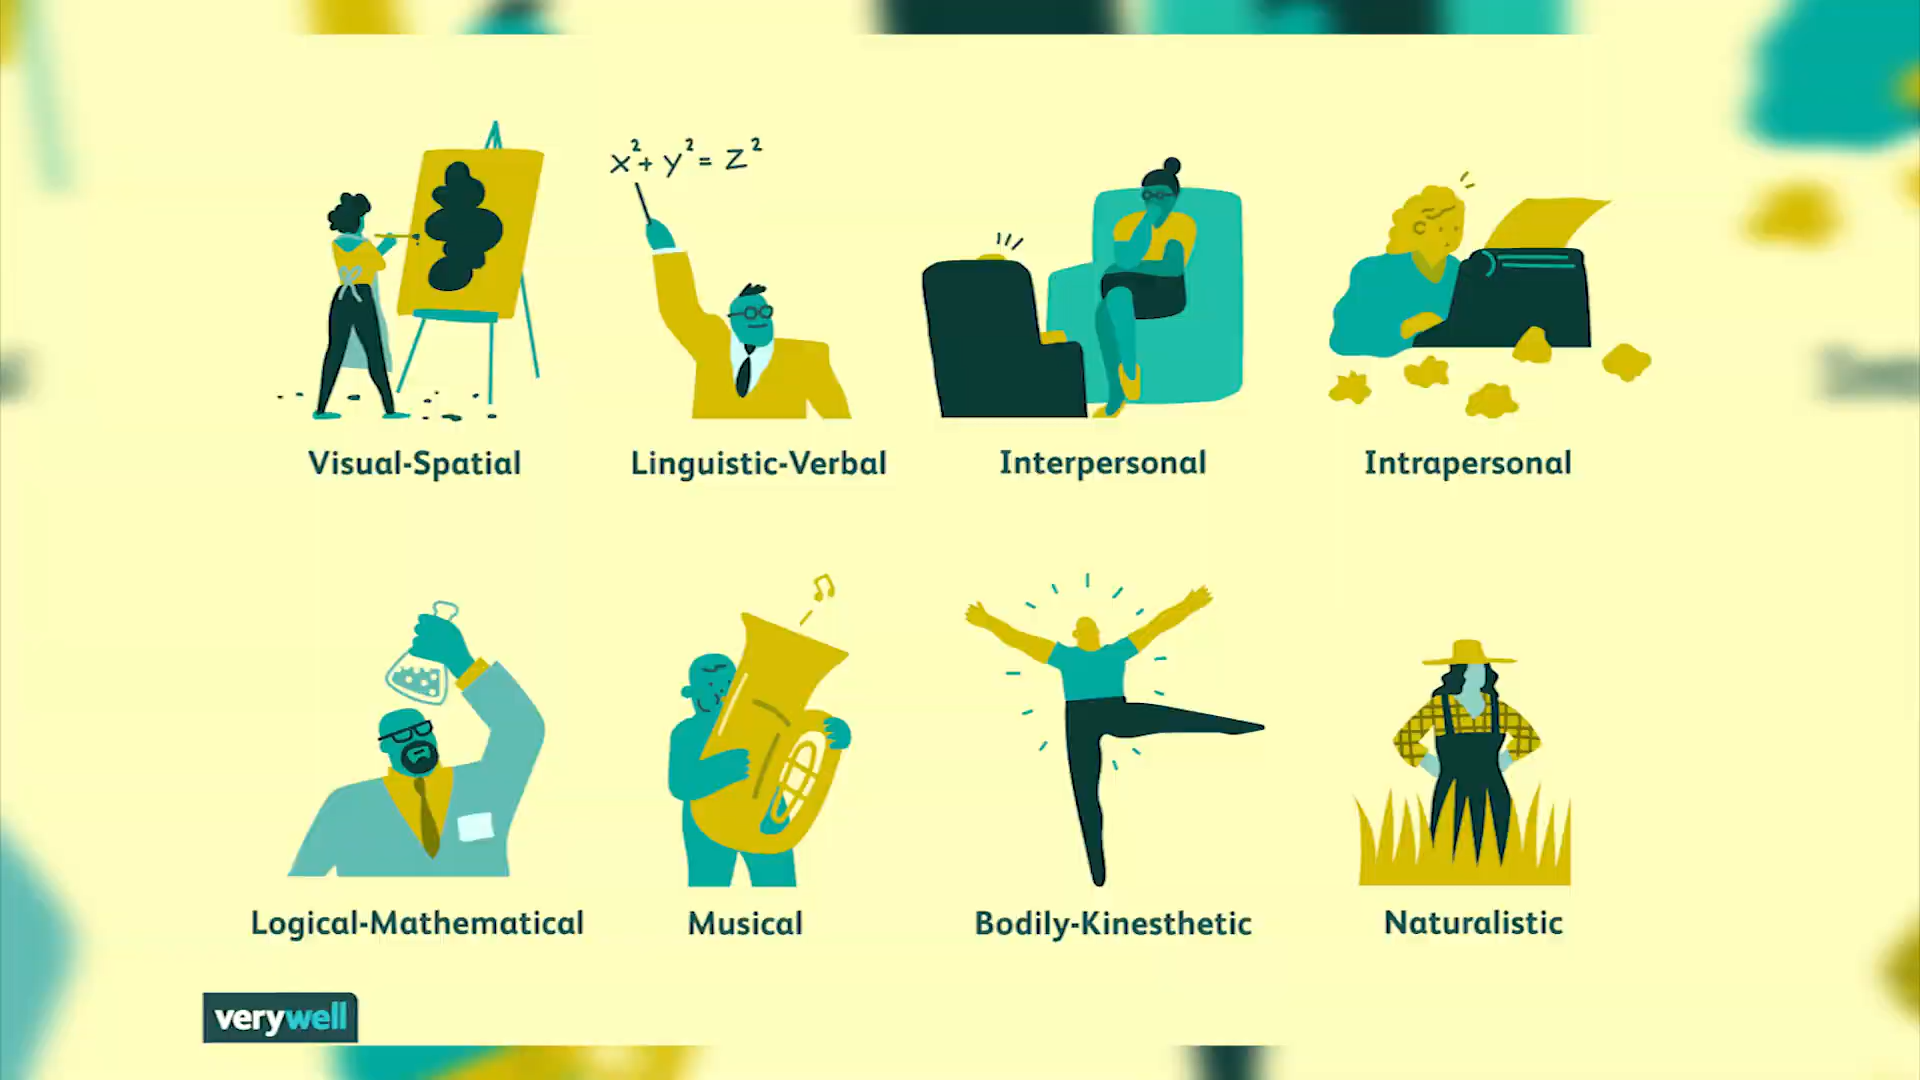 x² + y² = z²
Visual-Spatial
Linguistic-Verbal
Interpersonal
Intrapersonal
Logical-Mathematical
Musical
Bodily-Kinesthetic
Naturalistic
verywell